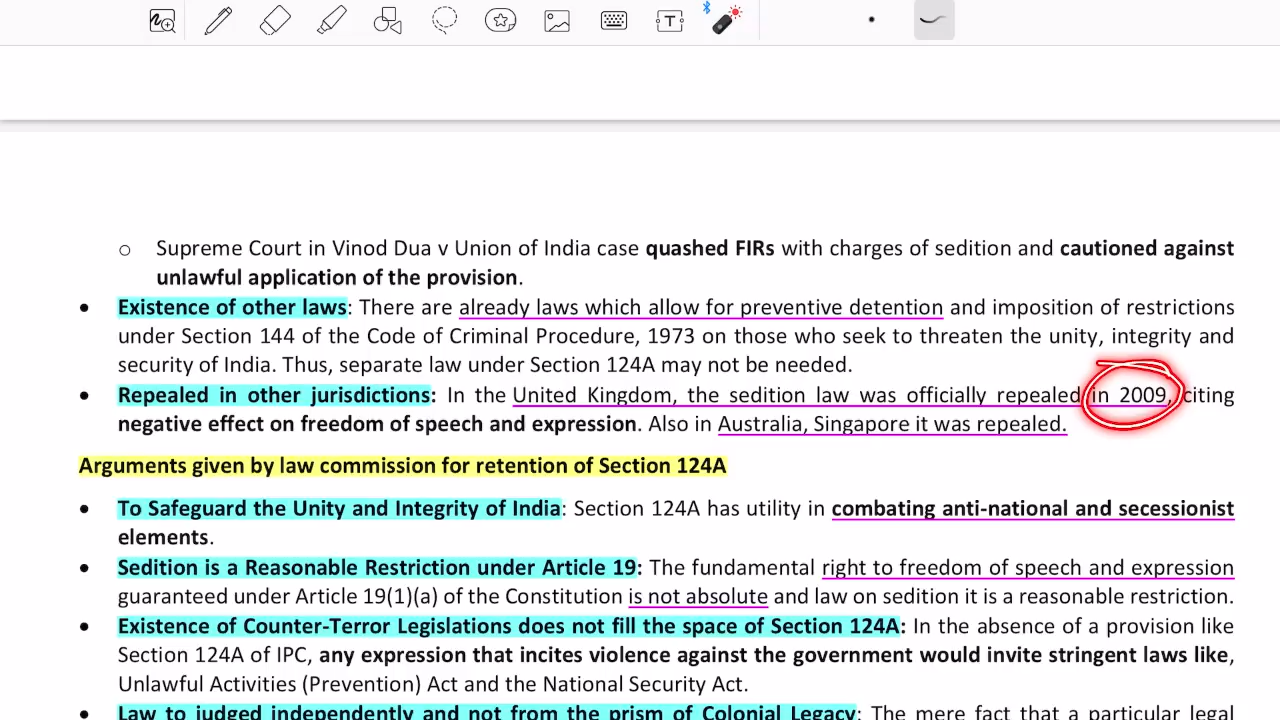 T
Supreme Court in Vinod Dua v Union of India case quashed FIRs with charges of sedition and cautioned against
unlawful application of the provision.
Existence of other laws: There are already laws which allow for preventive detention and imposition of restrictions
under Section 144 of the Code of Criminal Procedure, 1973 on those who seek to threaten the unity, integrity and
security of India. Thus, separate law under Section 124A may not be needed.
Repealed in other jurisdictions: In the United Kingdom, the sedition law was officially repealed in 2009, citing
negative effect on freedom of speech and expression. Also in Australia, Singapore it was repealed.
Arguments given by law commission for retention of Section 124A
To Safeguard the Unity and Integrity of India: Section 124A has utility in combating anti-national and secessionist
elements.
Sedition is a Reasonable Restriction under Article 19: The fundamental right to freedom of speech and expression
guaranteed under Article 19(1)(a) of the Constitution is not absolute and law on sedition it is a reasonable restriction.
Existence of Counter-Terror Legislations does not fill the space of Section 124A: In the absence of a provision like
Section 124A of IPC, any expression that incites violence against the government would invite stringent laws like,
Unlawful Activities (Prevention) Act and the National Security Act.
Law to judged independently and not from the prism of Colonial Legacy: The mere fact that a particular legal